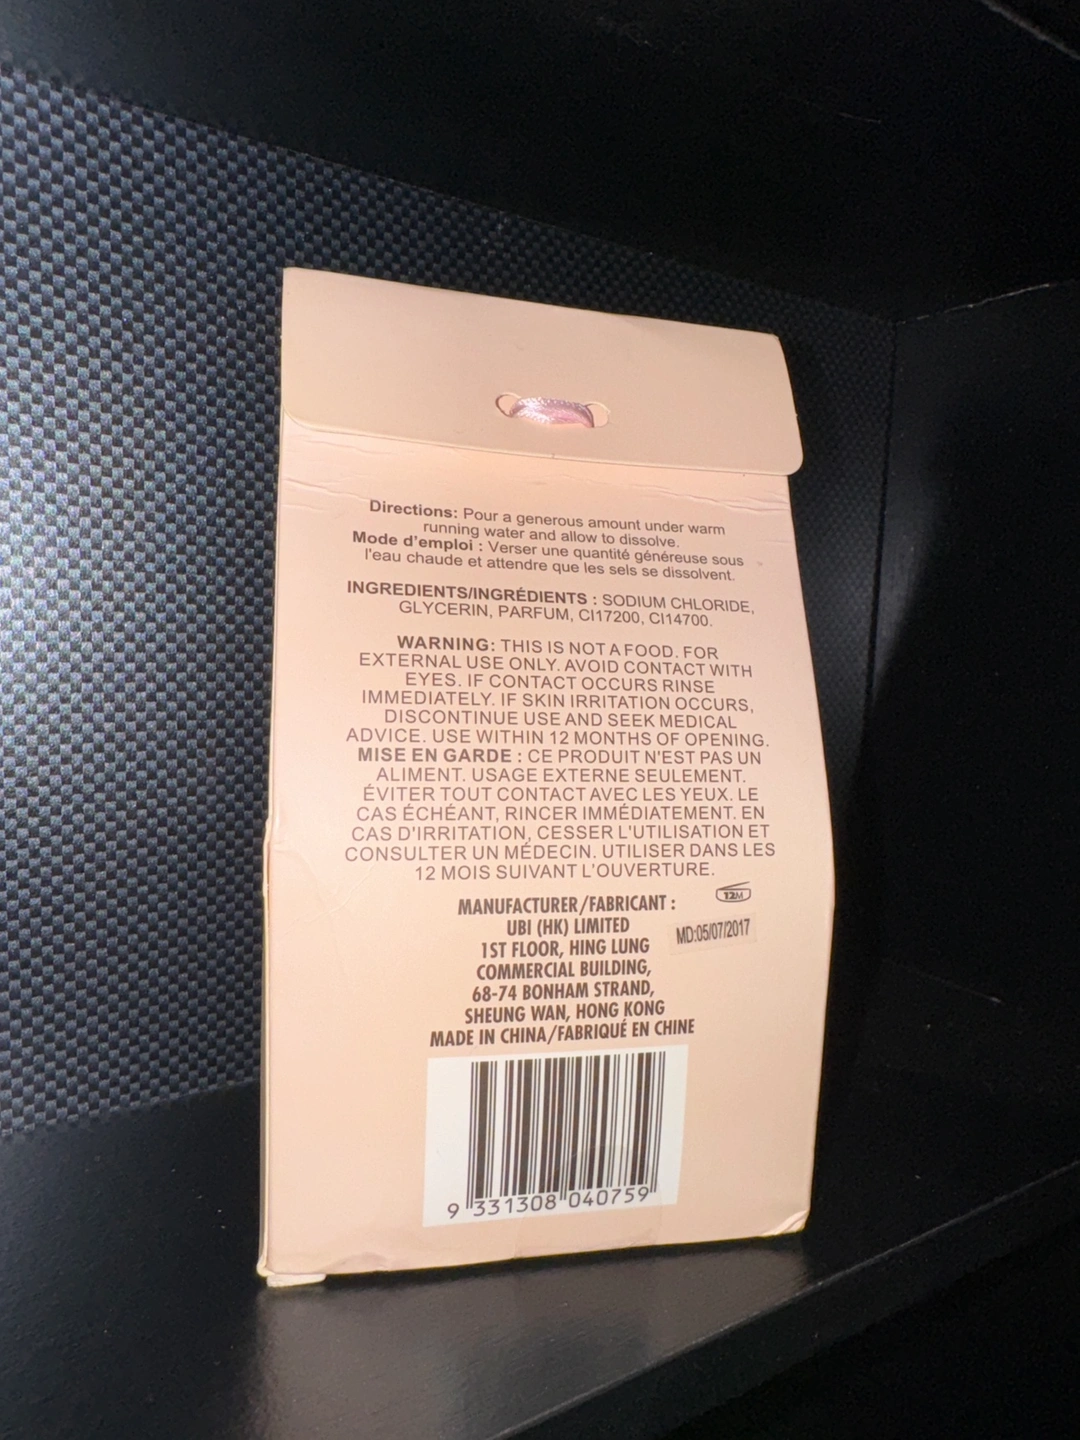 Directions: Pour a generous amount under warm
running water and allow to dissolve.
Mode d'emploi : Verser une quantité généreuse sous
l'eau chaude et attendre que les sels se dissolvent.
INGREDIENTS/INGRÉDIENTS : SODIUM CHLORIDE,
GLYCERIN, PARFUM, CI17200, CI14700.
WARNING: THIS IS NOT A FOOD. FOR
EXTERNAL USE ONLY. AVOID CONTACT WITH
EYES. IF CONTACT OCCURS RINSE
IMMEDIATELY. IF SKIN IRRITATION OCCURS,
DISCONTINUE USE AND SEEK MEDICAL
ADVICE. USE WITHIN 12 MONTHS OF OPENING.
MISE EN GARDE : CE PRODUIT N'EST PAS UN
ALIMENT. USAGE EXTERNE SEULEMENT.
ÉVITER TOUT CONTACT AVEC LES YEUX. LE
CAS ÉCHÉANT, RINCER IMMÉDIATEMENT. EN
CAS D'IRRITATION, CESSER L'UTILISATION ET
CONSULTER UN MÉDECIN. UTILISER DANS LES
12 MOIS SUIVANT L'OUVERTURE.
12M
MANUFACTURER/FABRICANT :
UBI (HK) LIMITED
MD:05/07/2017
1ST FLOOR, HING LUNG
COMMERCIAL BUILDING,
68-74 BONHAM STRAND,
SHEUNG WAN, HONG KONG
MADE IN CHINA/FABRIQUÉ EN CHINE
9 331308 040759